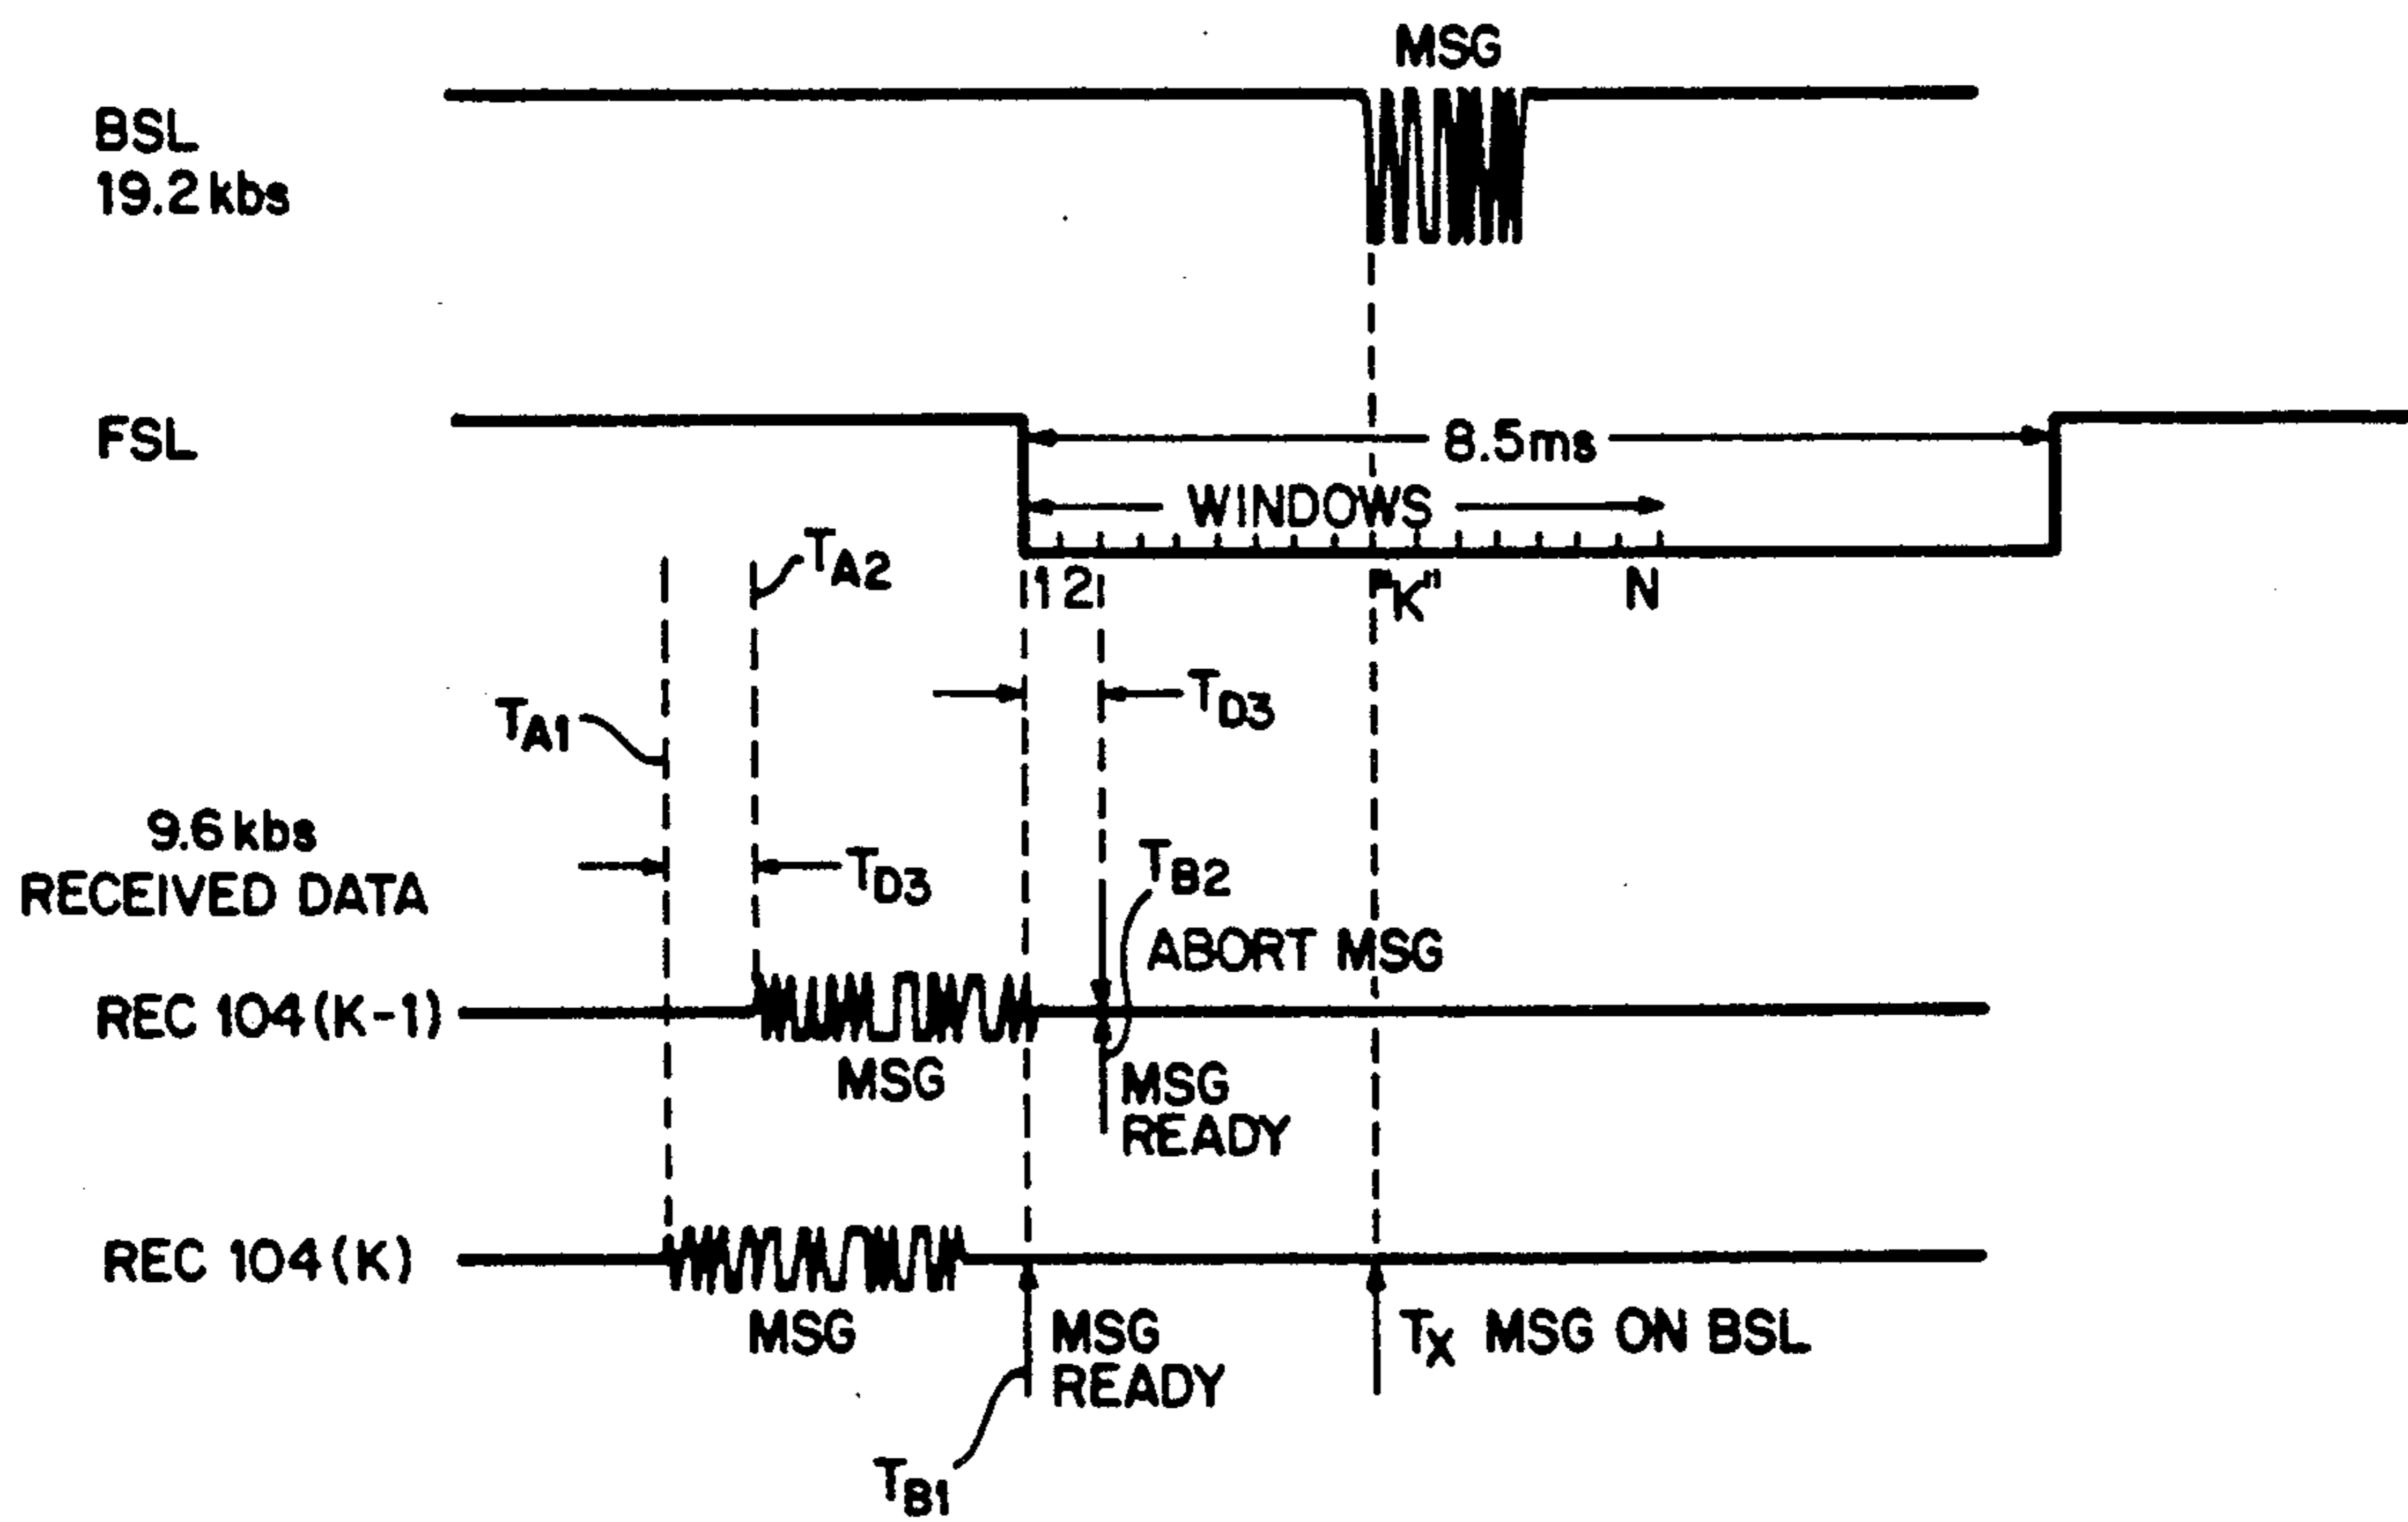 MSG
BSL
19.2 kbs
FSL
8.5ms
WINDOWS
TA2
1 2
"K"
N
TA1
TD3
9.6 kbs
RECEIVED DATA
TD3
TB2
ABORT MSG
REC 104(K-1)
MSG
MSG
READY
REC 104(K)
MSG
MSG
READY
TX MSG ON BSL
TB1